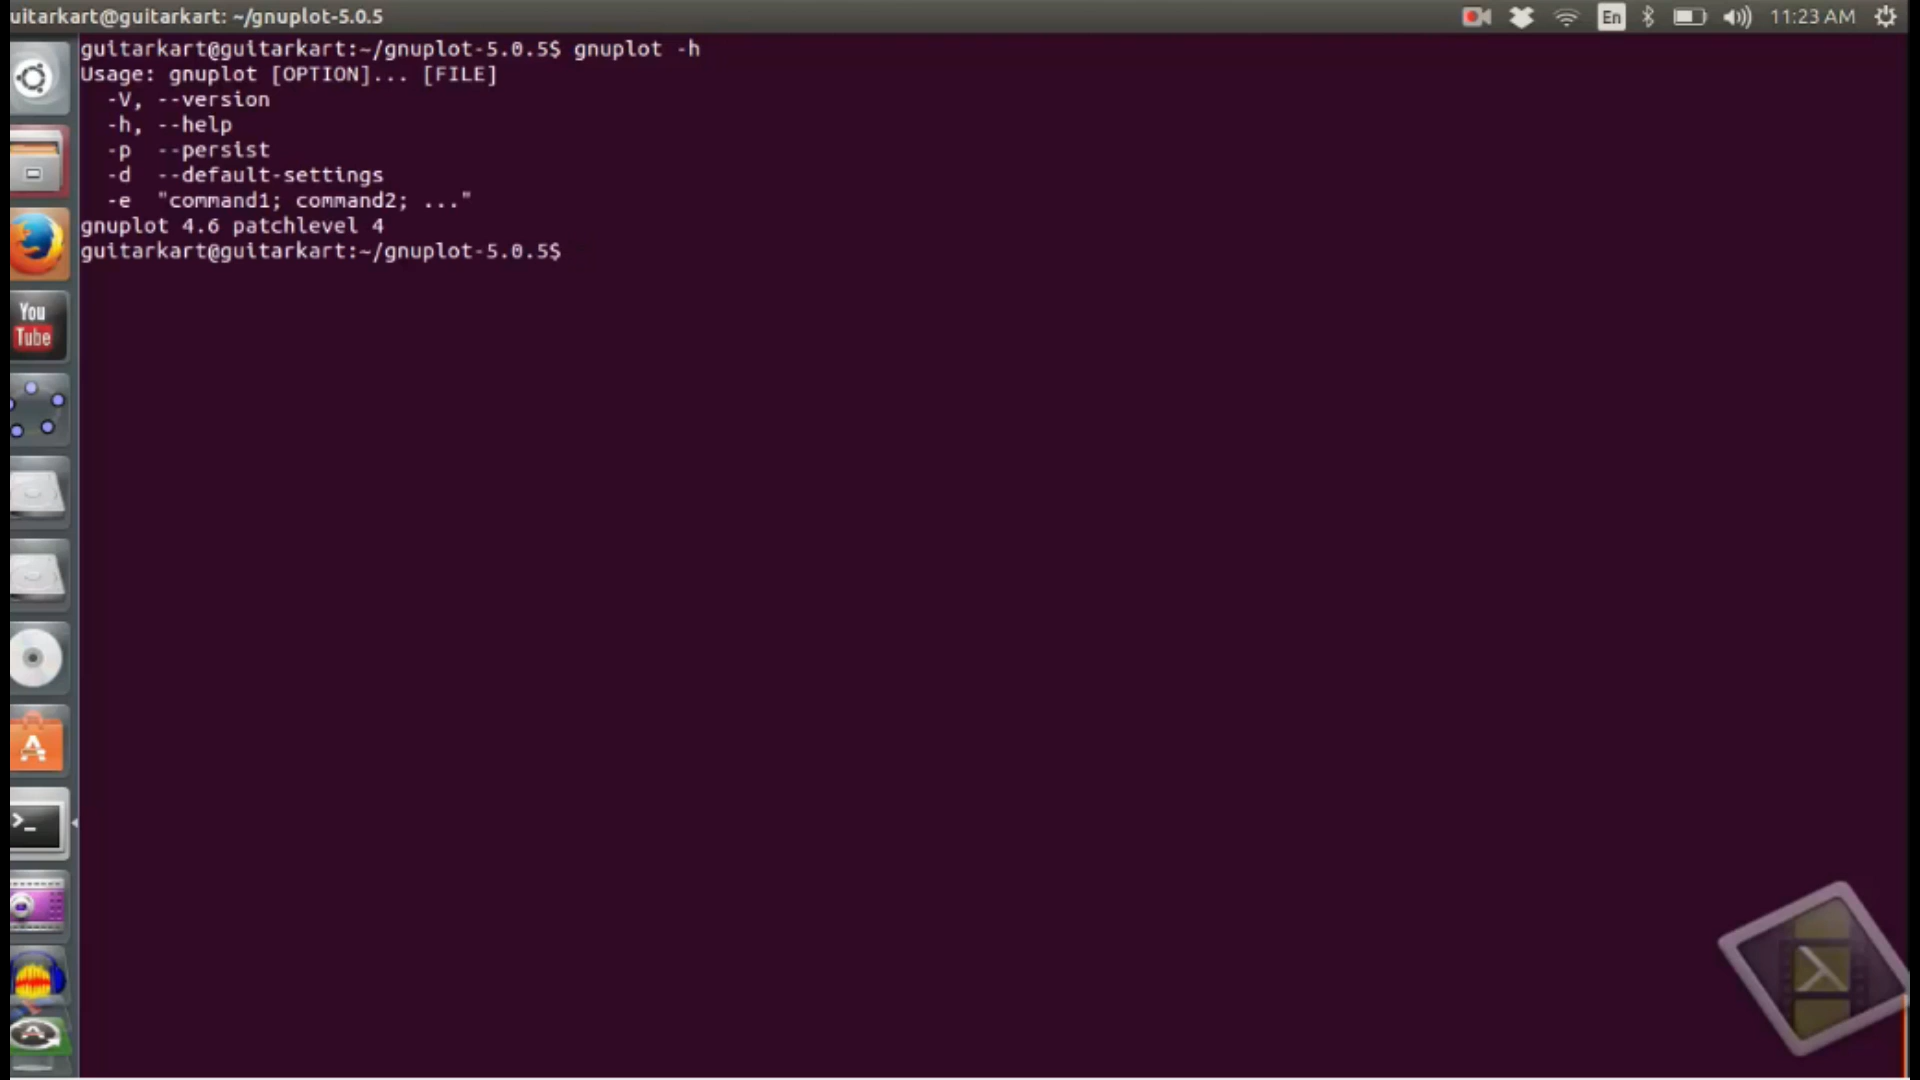 uitarkart@guitarkart: ~/gnuplot-5.0.5
En
11:23 AM
guitarkart@guitarkart:~/gnuplot-5.0.5$ gnuplot -h
Usage: gnuplot [OPTION]... [FILE]
-V, --version
-h, --help
-p --persist
-d --default-settings
-e "command1; command2; ..."
gnuplot 4.6 patchlevel 4
guitarkart@guitarkart:~/gnuplot-5.0.5$
You
Tube